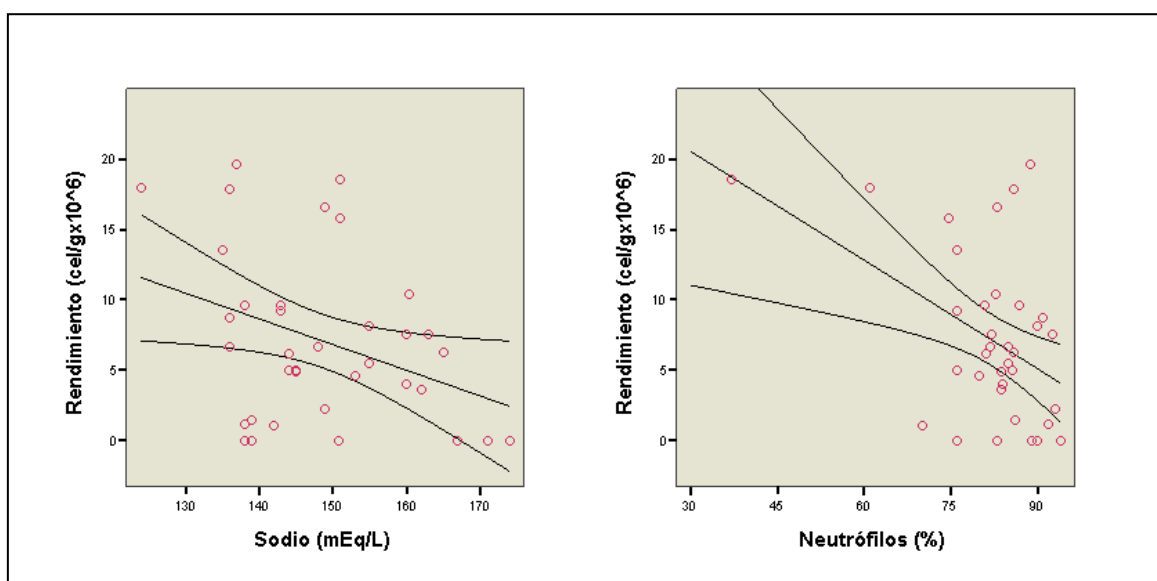 Rendimiento (cel/gx10^6)
20
15
10
5
0
130 140 150 160 170
Sodio (mEq/L)
Rendimiento (cel/gx10^6)
20
15
10
5
0
30 45 60 75 90
Neutrófilos (%)